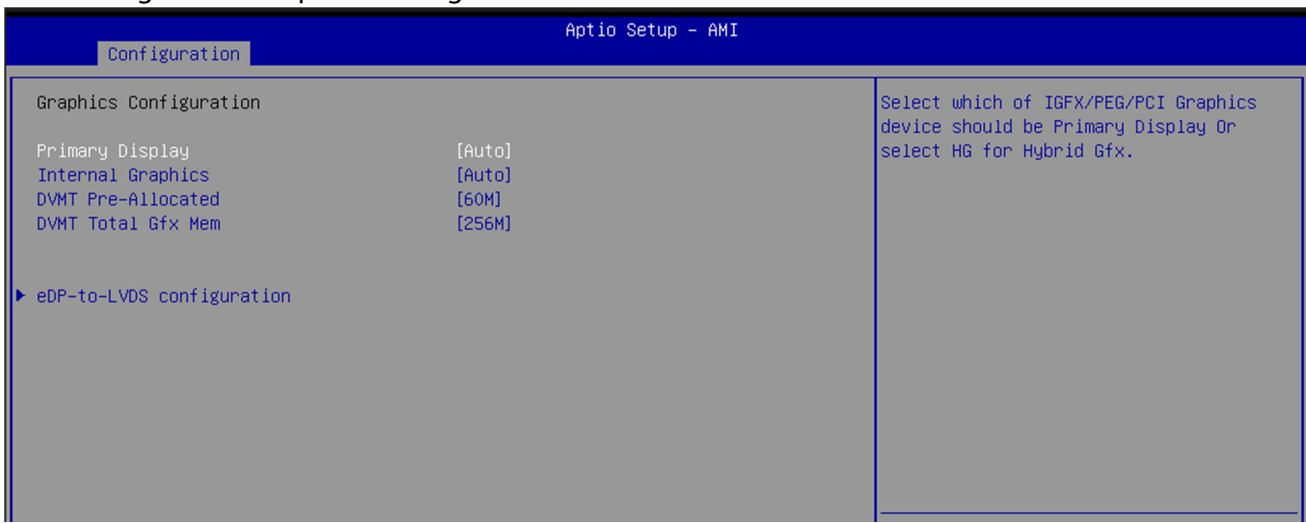 Aptio Setup – AMI
Configuration
Graphics Configuration
Primary Display [Auto]
Internal Graphics [Auto]
DVMT Pre-Allocated [60M]
DVMT Total Gfx Mem [256M]
eDP-to-LVDS configuration
Select which of IGFX/PEG/PCI Graphics
device should be Primary Display Or
select HG for Hybrid Gfx.